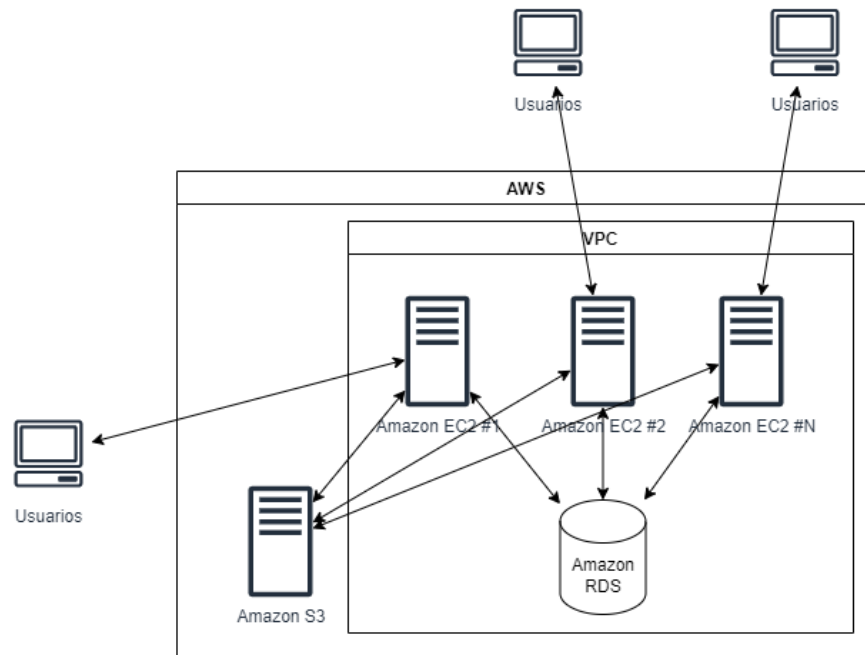 Usuarios
Usuarios
AWS
VPC
Amazon EC2 #1
Amazon EC2 #2
Amazon EC2 #N
Usuarios
Amazon
RDS
Amazon S3